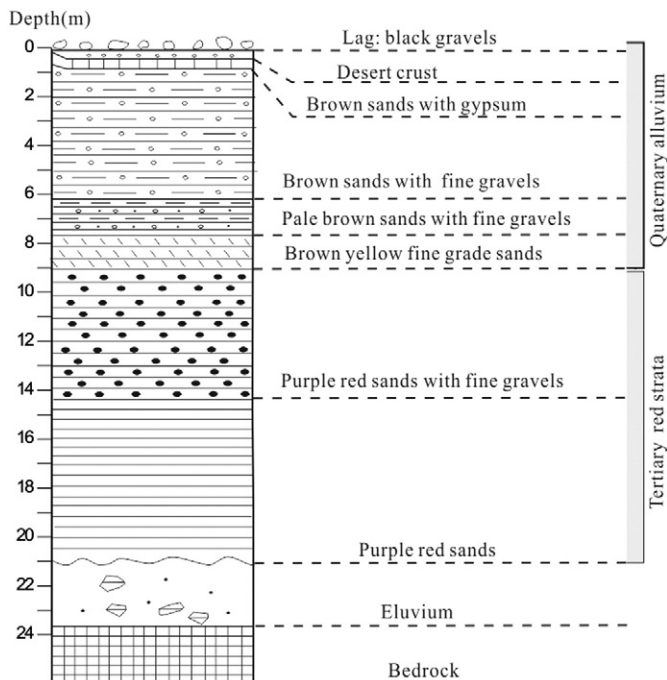 Depth(m)
0
2
4
6
8
10
12
14
16
18
20
22
24
Lag: black gravels
Desert crust
Brown sands with gypsum
Brown sands with fine gravels
Pale brown sands with fine gravels
Brown yellow fine grade sands
Purple red sands with fine gravels
Purple red sands
Eluvium
Bedrock
Quaternary alluvium
Tertiary red strata